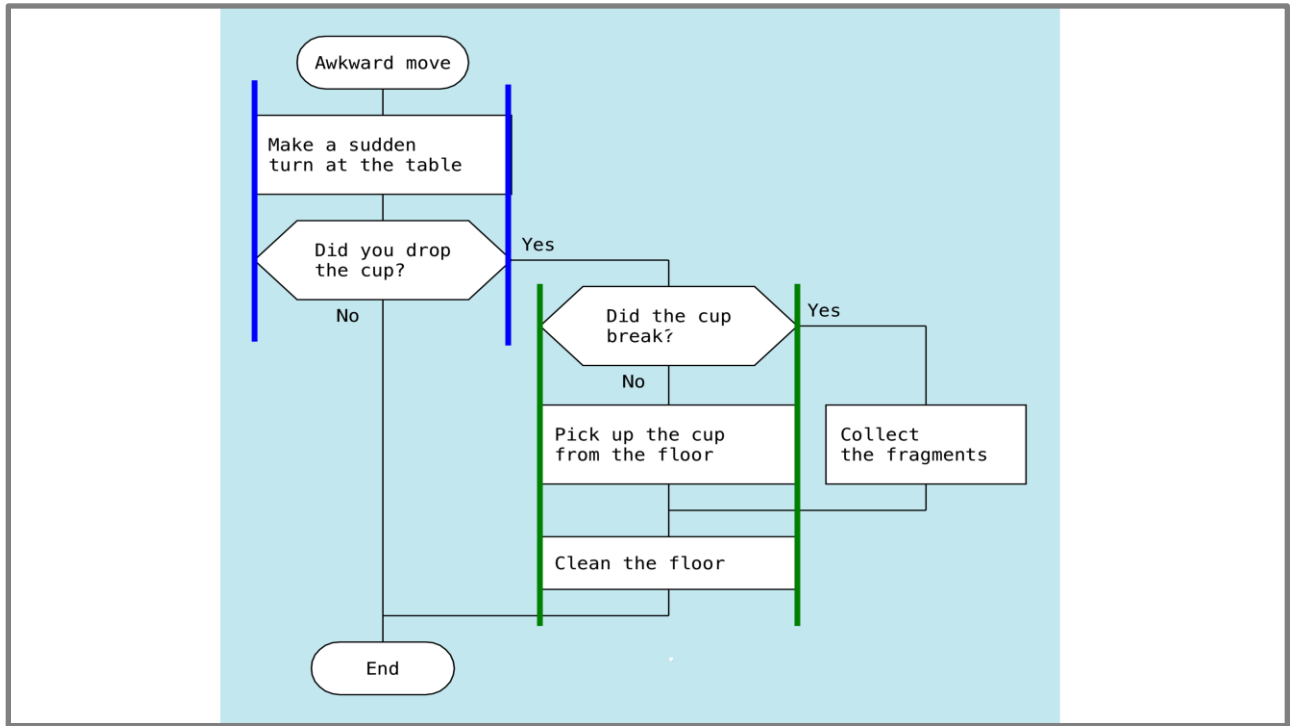 Awkward move
Make a sudden
turn at the table
Did you drop
the cup?
Yes
No
Did the cup
break?
Yes
No
Pick up the cup
from the floor
Collect
the fragments
Clean the floor
End